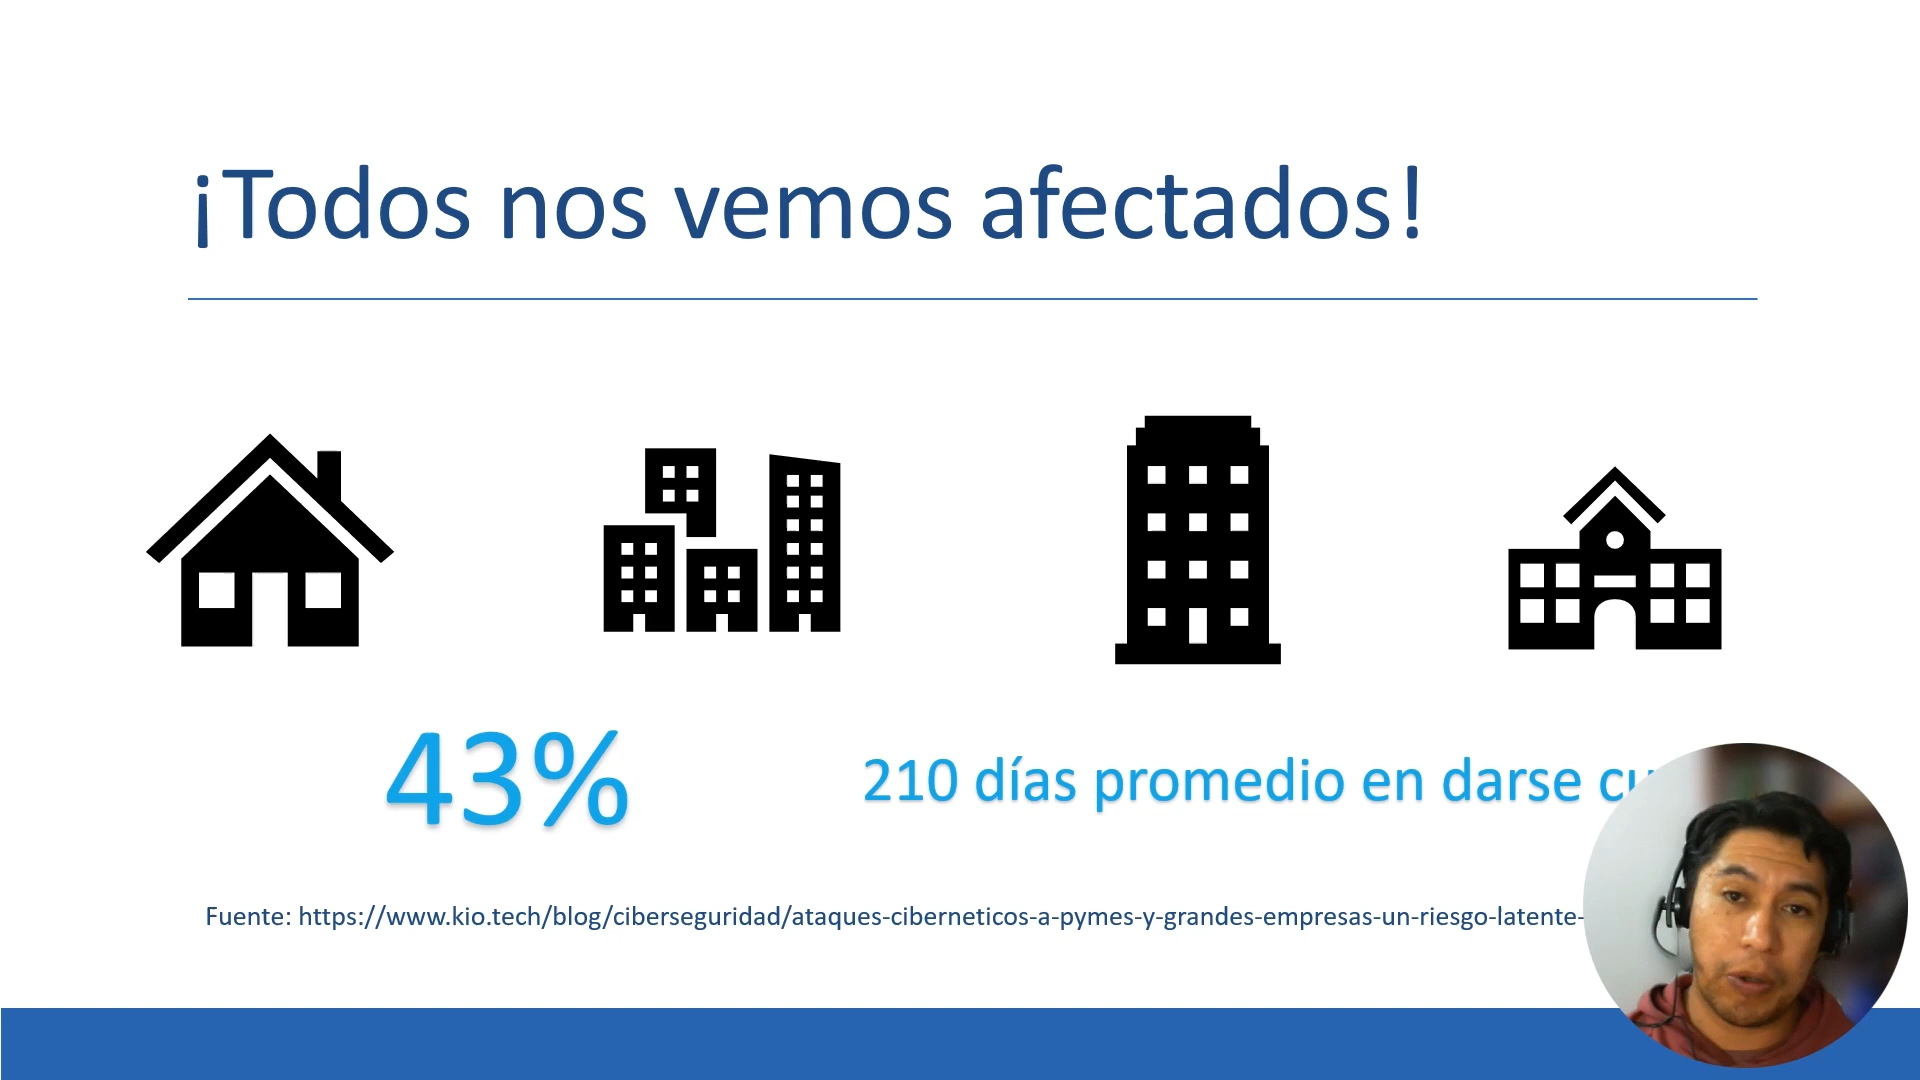 ¡Todos nos vemos afectados!
43%
210 días promedio en darse
Fuente: https://www.kio.tech/blog/ciberseguridad/ataques-ciberneticos-a-pymes-y-grandes-empresas-un-riesgo-latente-